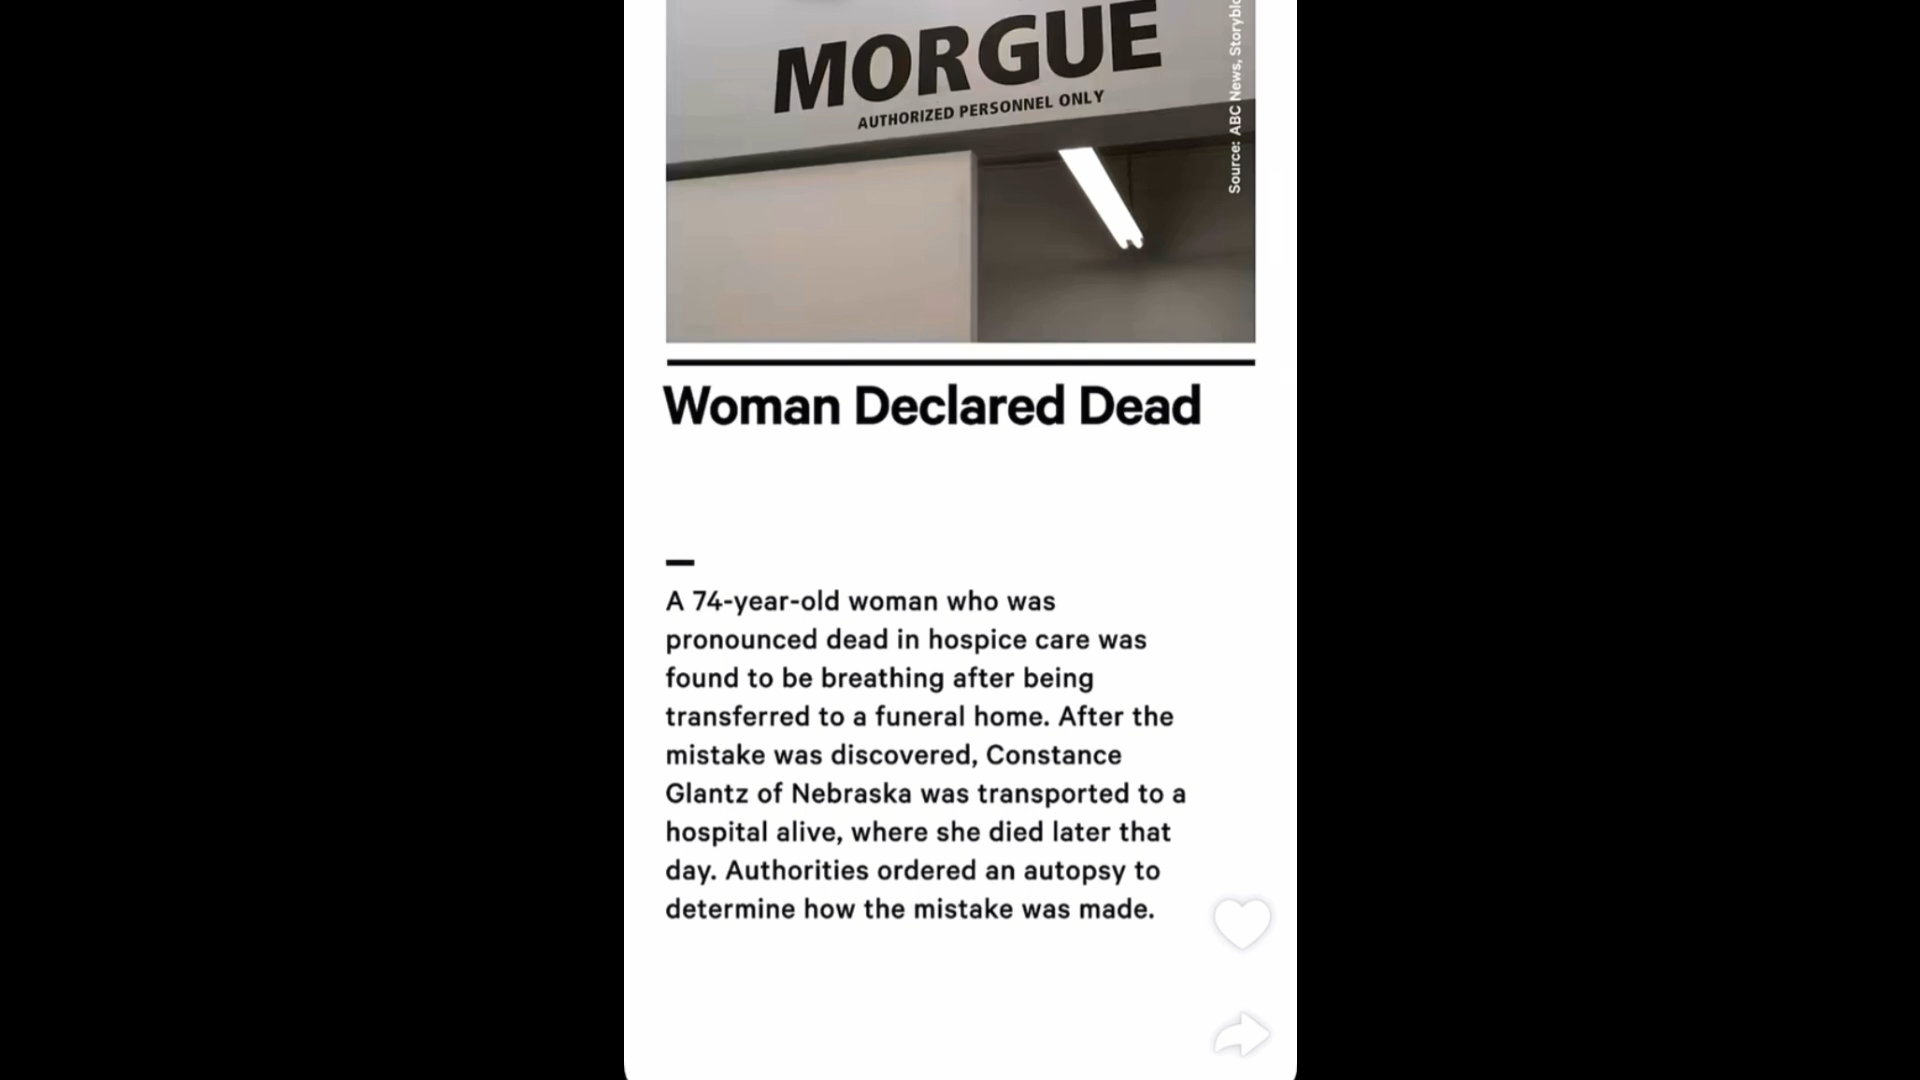 MORGUE
AUTHORIZED PERSONNEL ONLY
Source: ABC News,
Woman Declared Dead
A 74-year-old woman who was
pronounced dead in hospice care was
found to be breathing after being
transferred to a funeral home. After the
mistake was discovered, Constance
Glantz of Nebraska was transported to a
hospital alive, where she died later that
day. Authorities ordered an autopsy to
determine how the mistake was made.